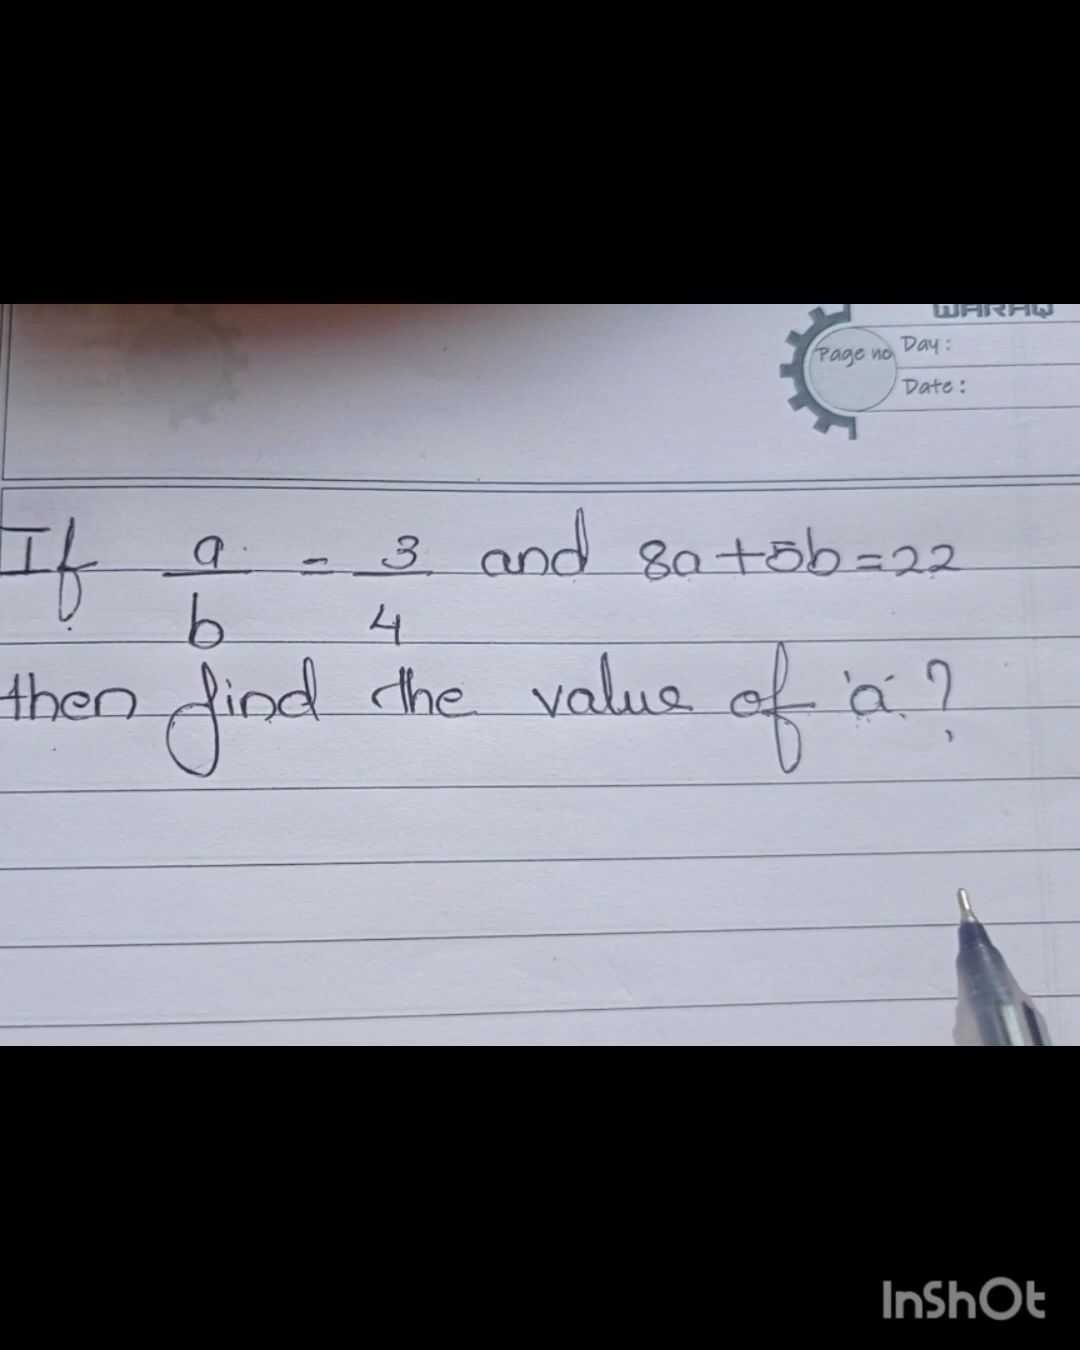 WARAQ
Page no
Day :
Date :
If a/b = 3/4 and 8a+5b=22
then find the value of 'a'?
InShOt